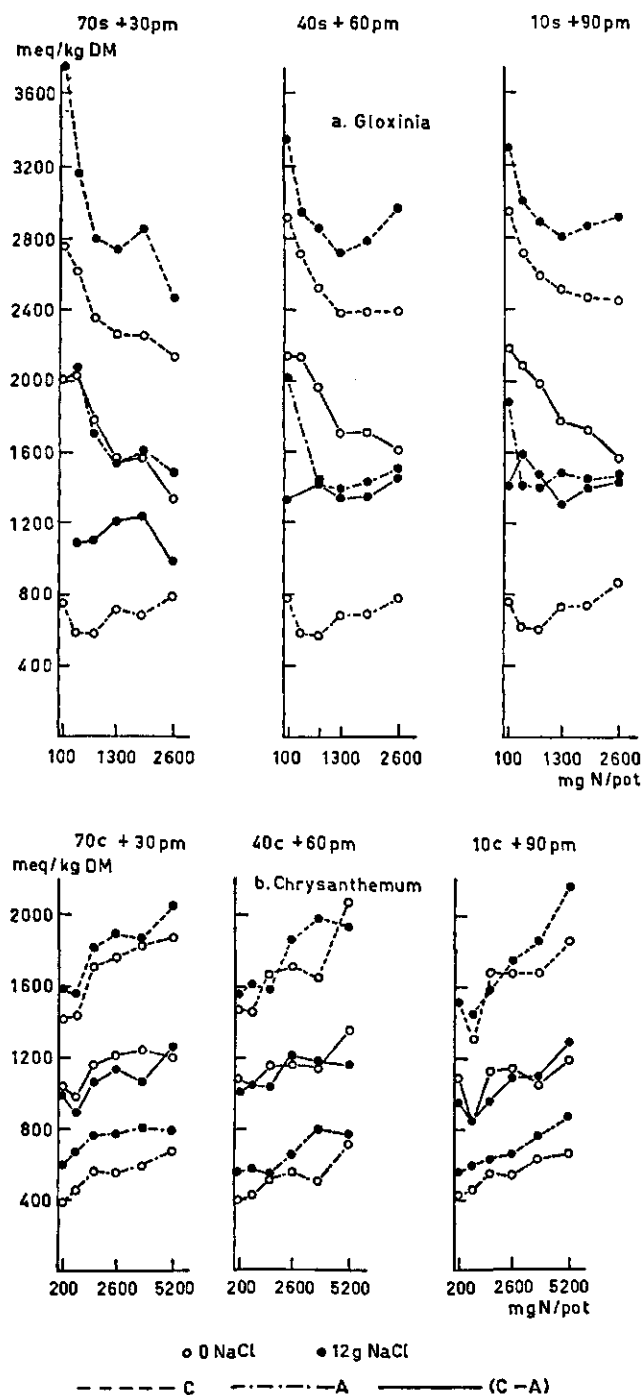 70s + 30pm 40s + 60pm 10s + 90pm
meq/kg DM
a. Gloxinia
3600
3200
2800
2400
2000
1600
1200
800
400
100 1300 2600 100 1300 2600 100 1300 2600
mg N/pot
70c + 30pm 40c + 60pm 10c + 90pm
meq/kg DM
b. Chrysanthemum
2000
1600
1200
800
400
200 2600 5200 200 2600 5200 200 2600 5200
mg N/pot
0 NaCl 12g NaCl
C A (C - A)